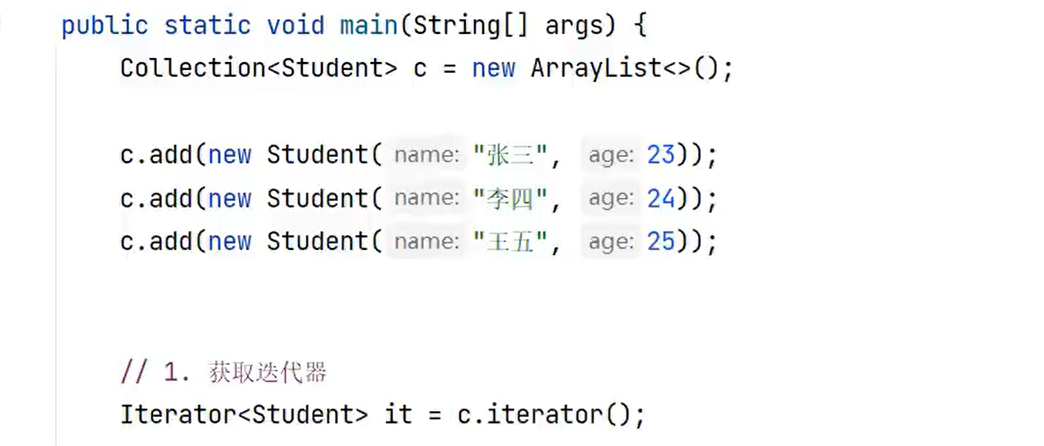 public static void main(String[] args) {
Collection<Student> c = new ArrayList<>();
c.add(new Student( name: "张三", age: 23));
c.add(new Student( name: "李四", age: 24));
c.add(new Student( name: "王五", age: 25));
// 1. 获取迭代器
Iterator<Student> it = c.iterator();